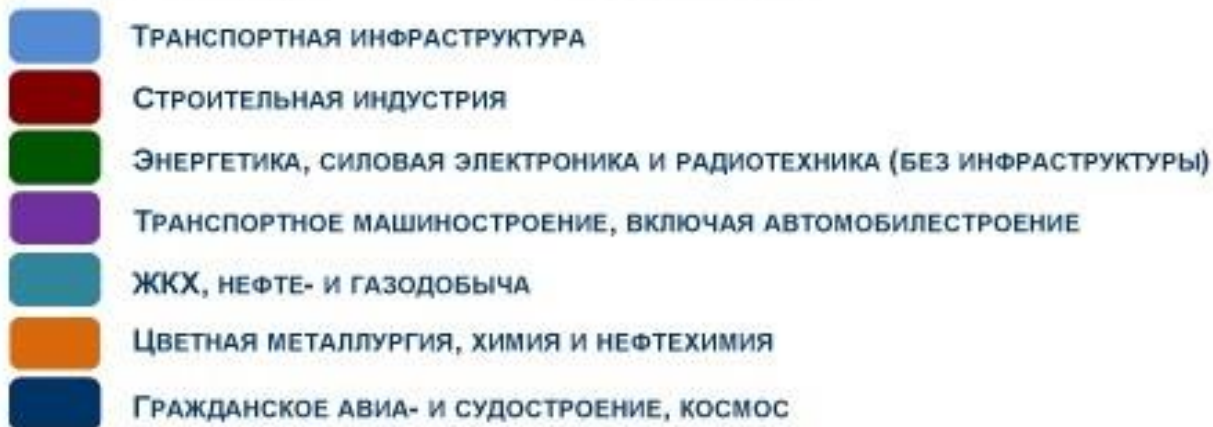 Транспортная инфраструктура
Строительная индустрия
Энергетика, силовая электроника и радиотехника (без инфраструктуры)
Транспортное машиностроение, включая автомобилестроение
ЖКХ, нефте- и газодобыча
Цветная металлургия, химия и нефтехимия
Гражданское авиа- и судостроение, космос